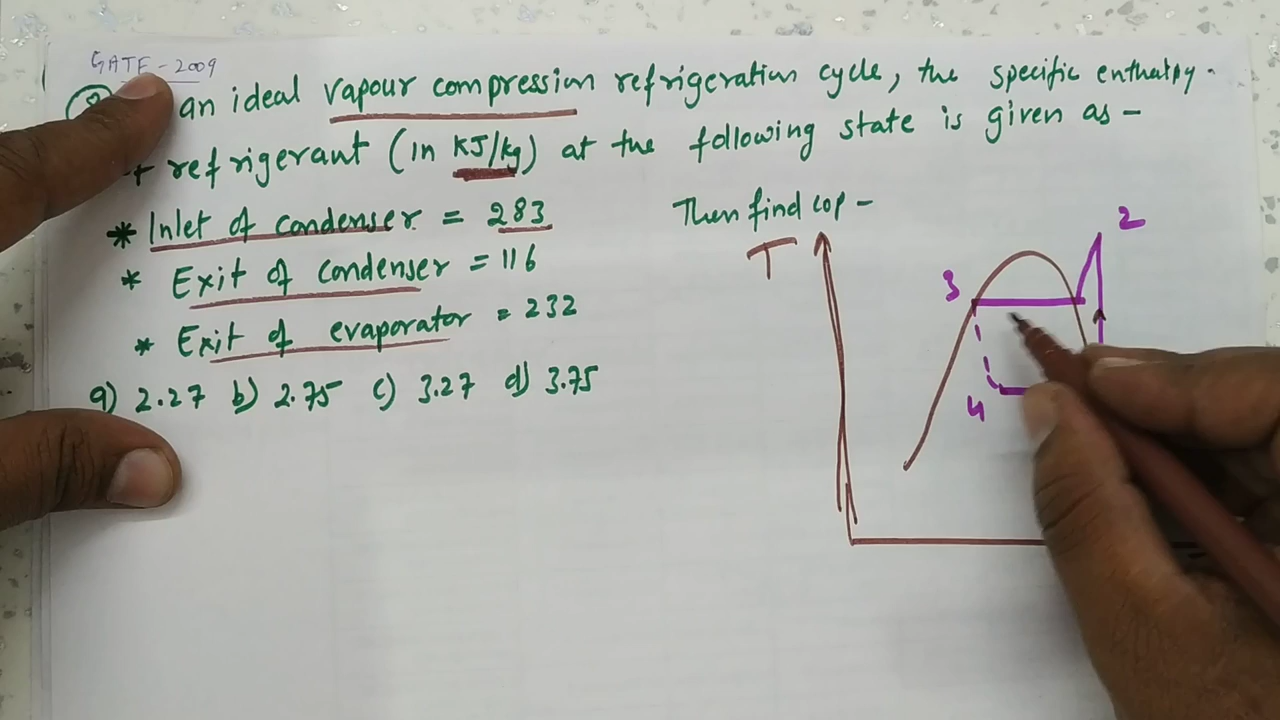 GATE-2009
an ideal vapour compression refrigeration cycle, the specific enthalpy.
refrigerant (in KJ/kg) at the following state is given as -
* Inlet of condenser = 283
* Exit of condenser = 116
* Exit of evaporator = 232
a) 2.27 b) 2.75 c) 3.27 d) 3.75
Then find cop -
T
2
3
4